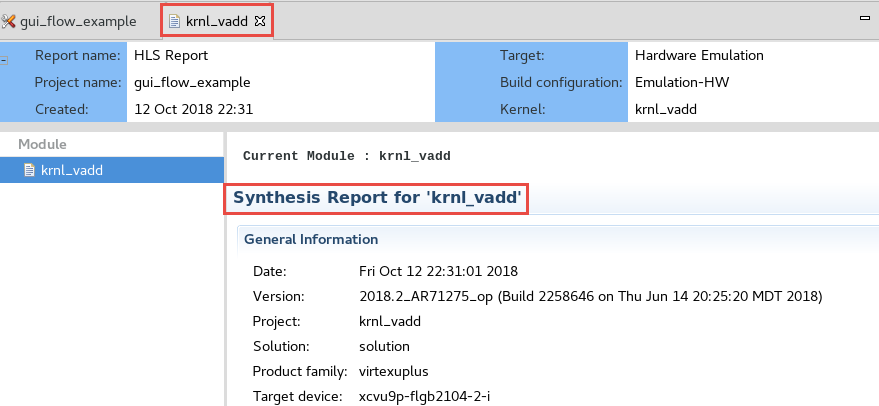 gui_flow_example krnl_vadd
Report name: HLS Report Target: Hardware Emulation
Project name: gui_flow_example Build configuration: Emulation-HW
Created: 12 Oct 2018 22:31 Kernel: krnl_vadd
Module
krnl_vadd
Current Module : krnl_vadd
Synthesis Report for 'krnl_vadd'
General Information
Date: Fri Oct 12 22:31:01 2018
Version: 2018.2_AR71275_op (Build 2258646 on Thu Jun 14 20:25:20 MDT 2018)
Project: krnl_vadd
Solution: solution
Product family: virtexuplus
Target device: xcvu9p-flgb2104-2-i